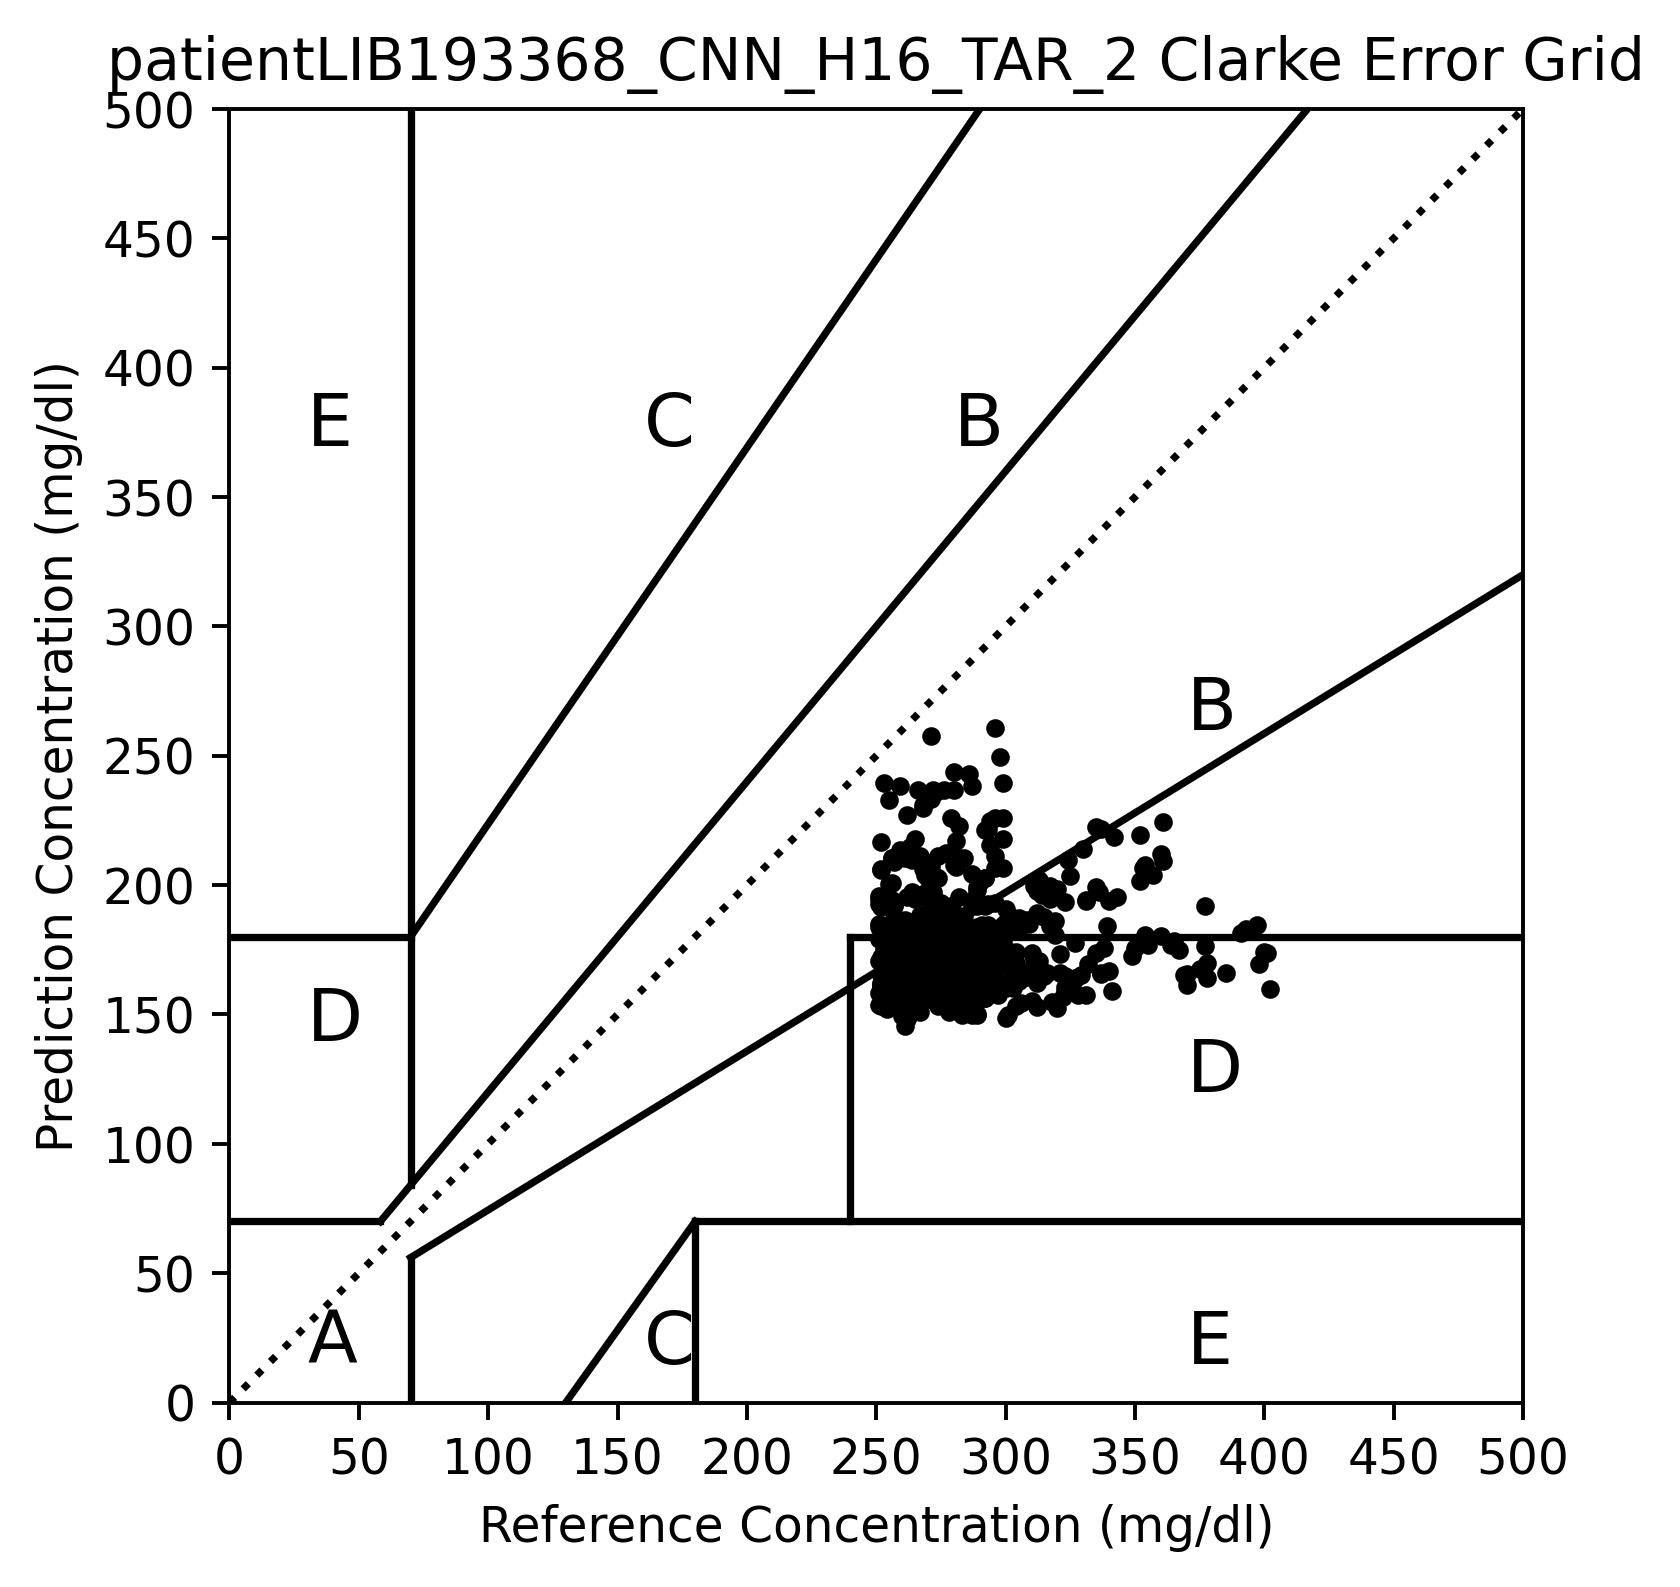 patientLIB193368_CNN_H16_TAR_2 Clarke Error Grid
500
450
400
350
300
250
200
150
100
50
0
Prediction Concentration (mg/dl)
E
C
B
B
D
D
A
C
E
0 50 100 150 200 250 300 350 400 450 500
Reference Concentration (mg/dl)